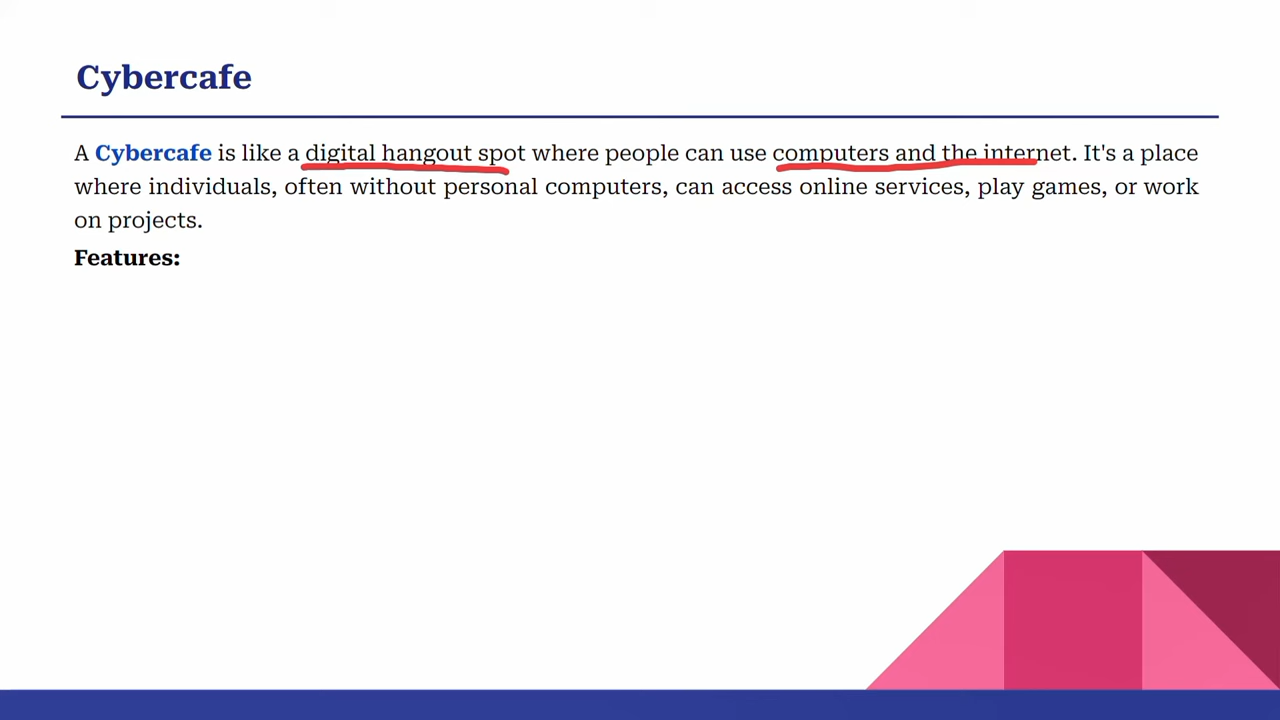 Cybercafe
A Cybercafe is like a digital hangout spot where people can use computers and the internet. It's a place
where individuals, often without personal computers, can access online services, play games, or work
on projects.
Features: